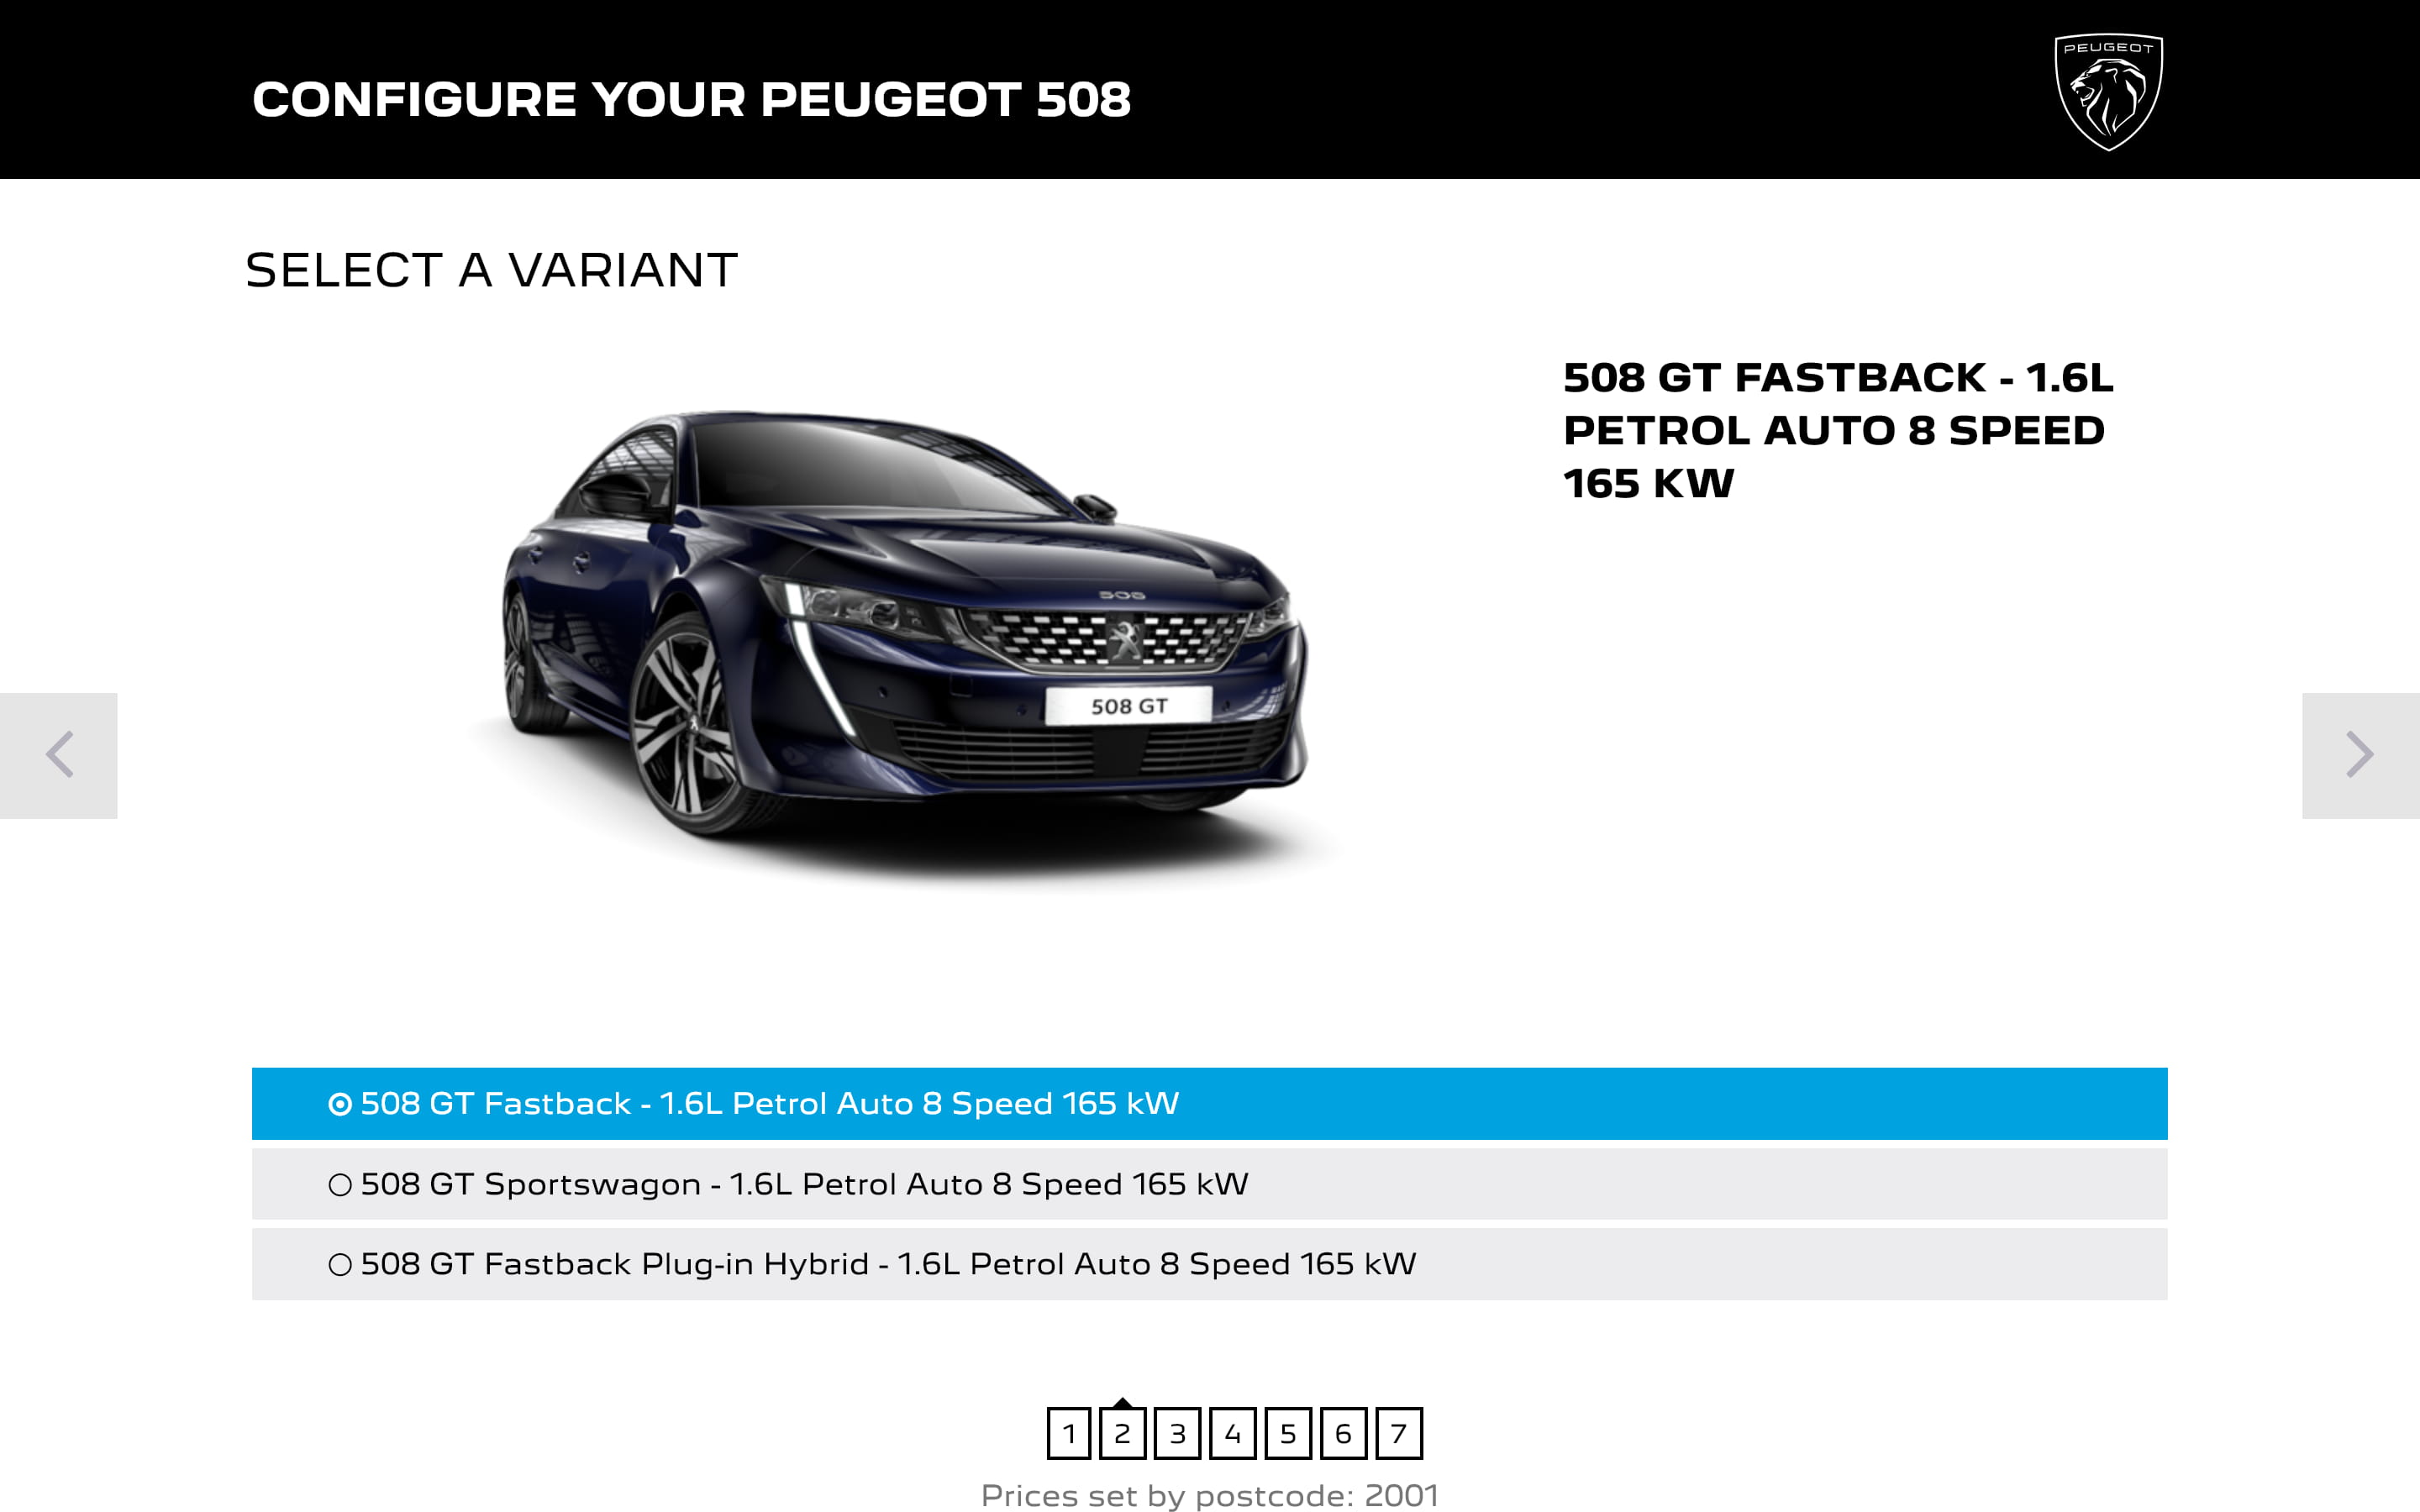 CONFIGURE YOUR PEUGEOT 508
PEUGEOT
SELECT A VARIANT
508 GT FASTBACK - 1.6L
PETROL AUTO 8 SPEED
165 KW
508
508 GT
508 GT Fastback - 1.6L Petrol Auto 8 Speed 165 kW
508 GT Sportswagon - 1.6L Petrol Auto 8 Speed 165 kW
508 GT Fastback Plug-in Hybrid - 1.6L Petrol Auto 8 Speed 165 kW
1 2 3 4 5 6 7
Prices set by postcode: 2001